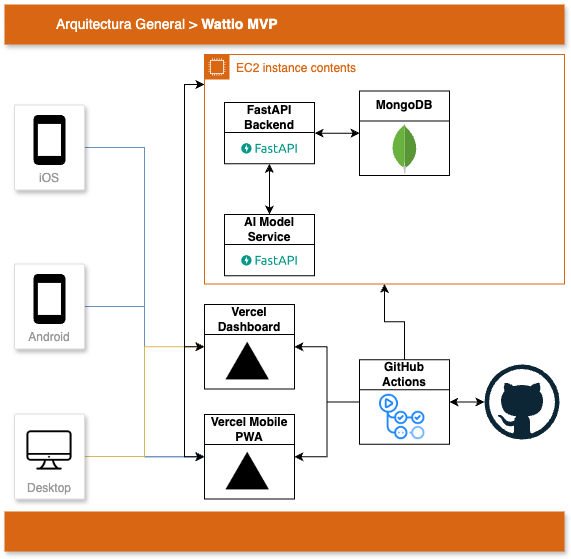 Arquitectura General > Wattio MVP
EC2 instance contents
FastAPI
Backend
FastAPI
MongoDB
iOS
AI Model
Service
FastAPI
Android
Vercel
Dashboard
GitHub
Actions
Vercel Mobile
PWA
Desktop